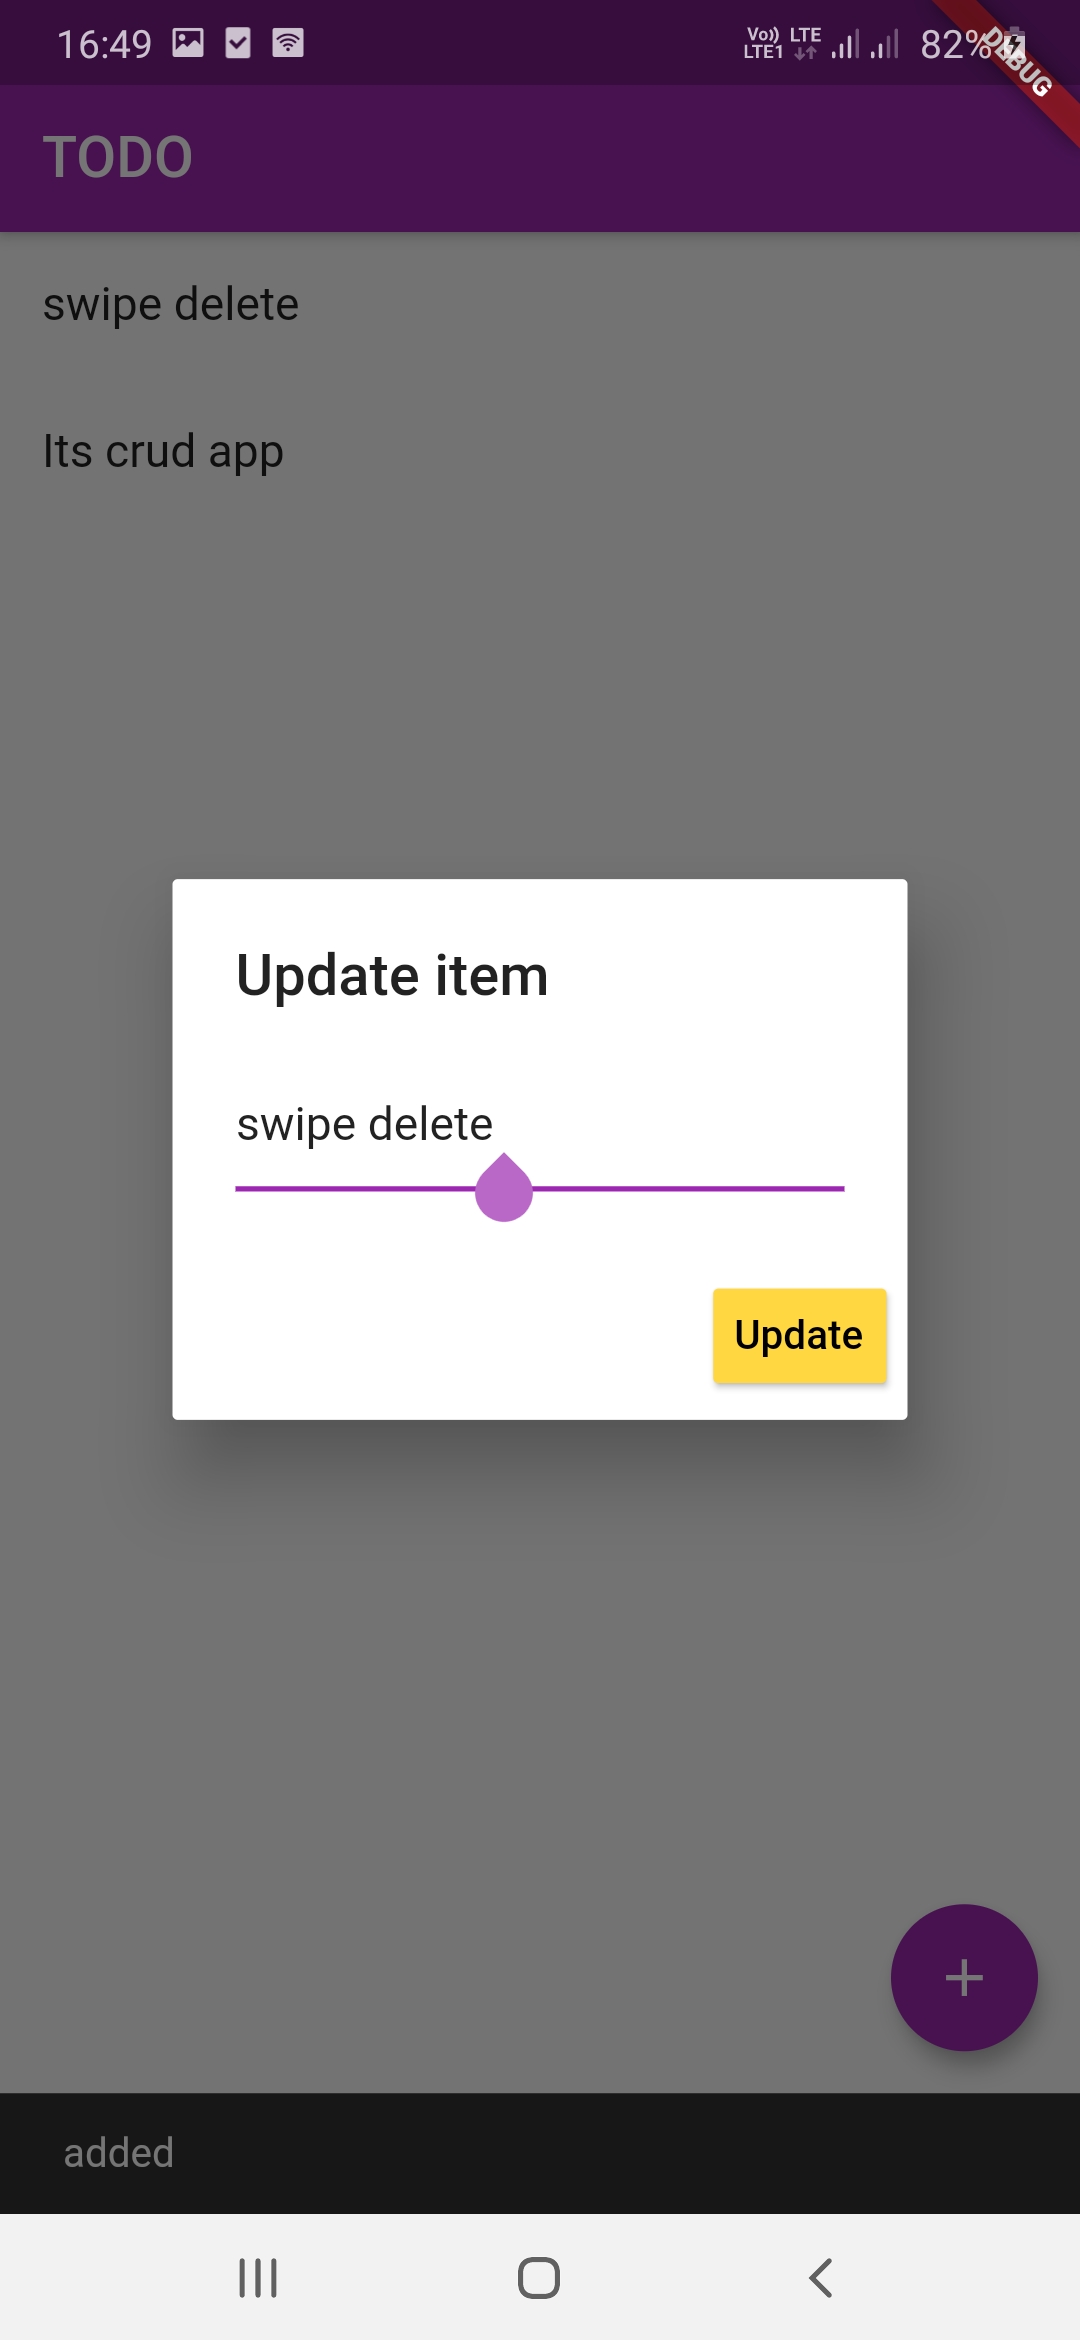 16:49
Vo)) LTE
LTE1
82%
DEBUG
TODO
swipe delete
Its crud app
Update item
swipe delete
Update
added